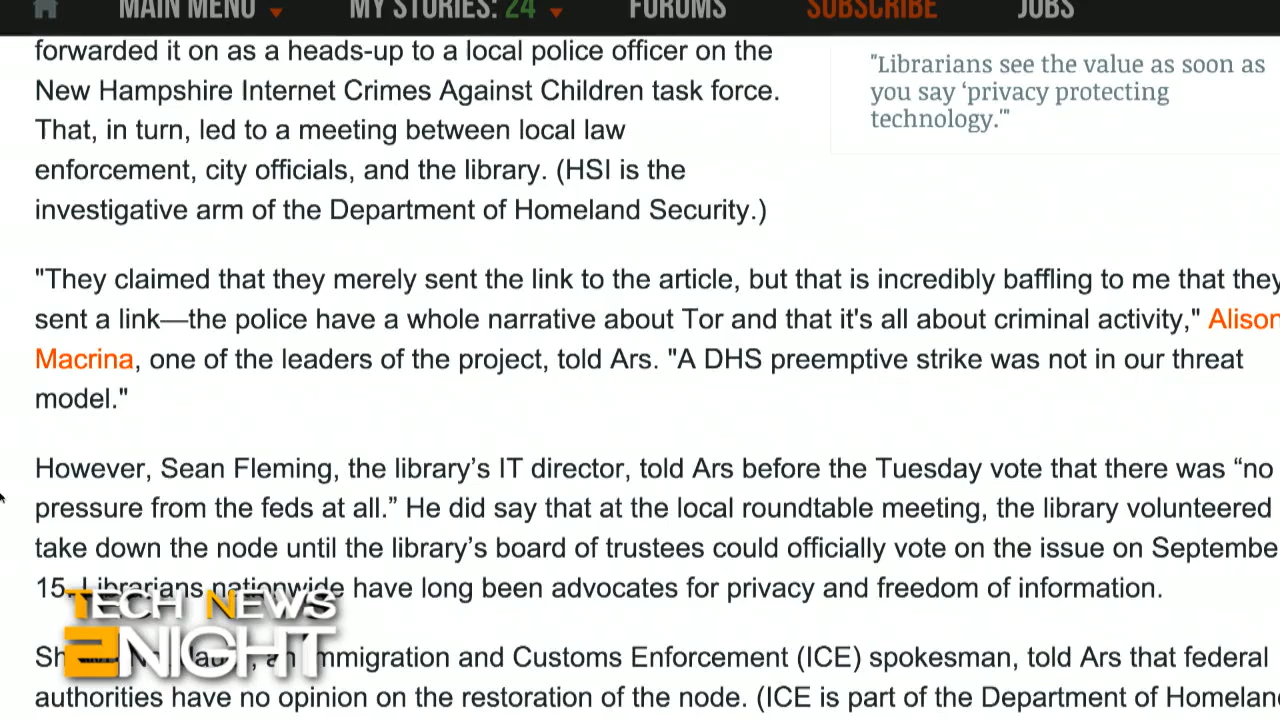 MAIN MENU
MY STORIES: 24
FORUMS
SUBSCRIBE
JOBS
forwarded it on as a heads-up to a local police officer on the
New Hampshire Internet Crimes Against Children task force.
That, in turn, led to a meeting between local law
enforcement, city officials, and the library. (HSI is the
investigative arm of the Department of Homeland Security.)
"Librarians see the value as soon as
you say ‘privacy protecting
technology.’"
"They claimed that they merely sent the link to the article, but that is incredibly baffling to me that they
sent a link—the police have a whole narrative about Tor and that it's all about criminal activity," Alison
Macrina, one of the leaders of the project, told Ars. "A DHS preemptive strike was not in our threat
model."
However, Sean Fleming, the library’s IT director, told Ars before the Tuesday vote that there was “no
pressure from the feds at all.” He did say that at the local roundtable meeting, the library volunteered
take down the node until the library’s board of trustees could officially vote on the issue on Septembe
15. Librarians nationwide have long been advocates for privacy and freedom of information.
TECH NEWS
2NIGHT
Sh an Immigration and Customs Enforcement (ICE) spokesman, told Ars that federal
authorities have no opinion on the restoration of the node. (ICE is part of the Department of Homeland